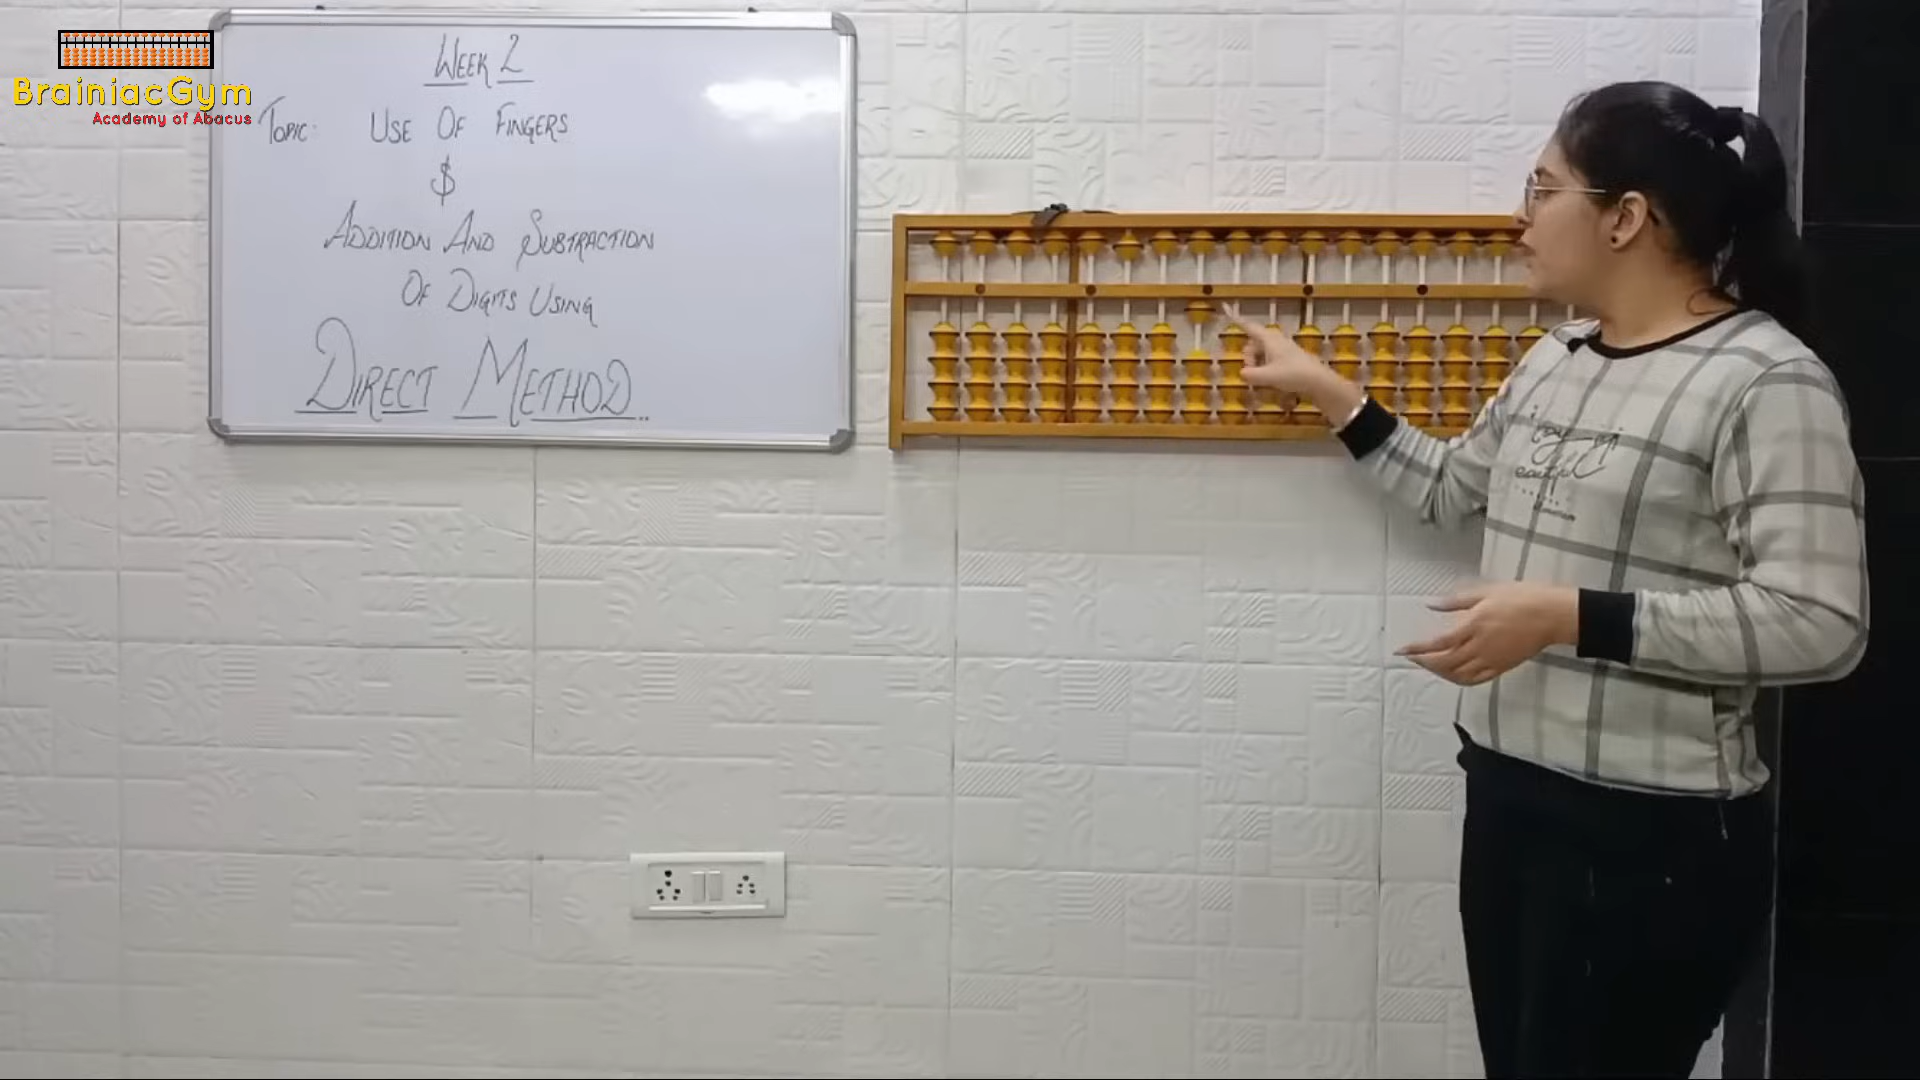 BrainiacGym
Academy of Abacus
WEEK 2
TOPIC: USE OF FINGERS
$
ADDITION AND SUBTRACTION
OF DIGITS USING
DIRECT METHOD..